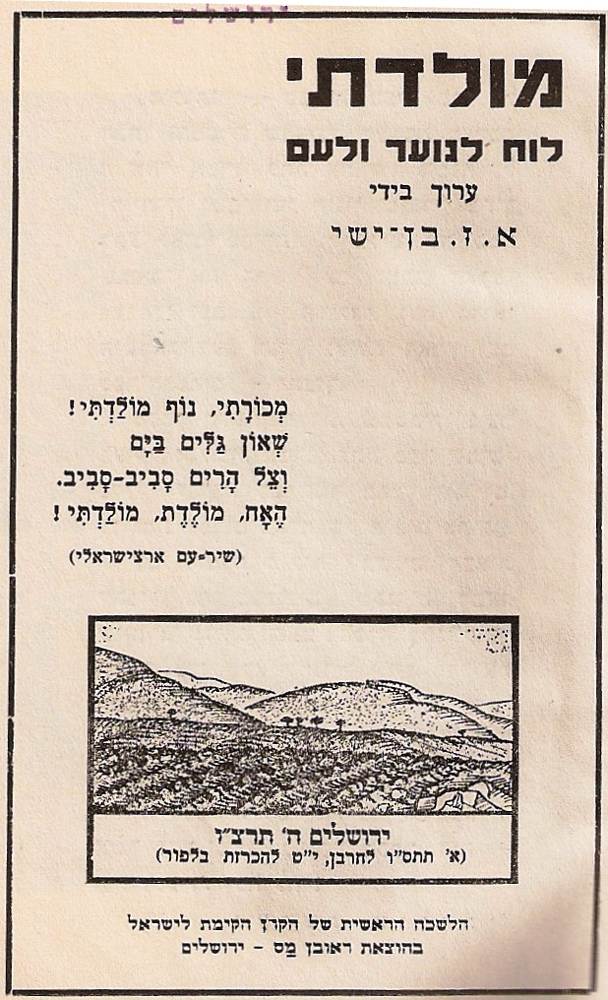 ירושלים
מולדתי
לוח לנוער ולעם
ערוך בידי
א. ז. בן־ישי
מְכוֹרָתִי, נוֹף מוֹלַדְתִּי!
שְׁאוֹן גַּלִּים בַּיָּם
וְצֵל הָרִים סָבִיב-סָבִיב.
הֶאָח, מוֹלֶדֶת, מוֹלַדְתִּי!
(שיר-עם ארצישראלי)
ירושלים ה' תרצ"ו
(א' תתס"ו לחרבן, י"ט להכרזת בלפור)
הלשכה הראשית של הקרן הקימת לישראל
בהוצאת ראובן מַס – ירושלים